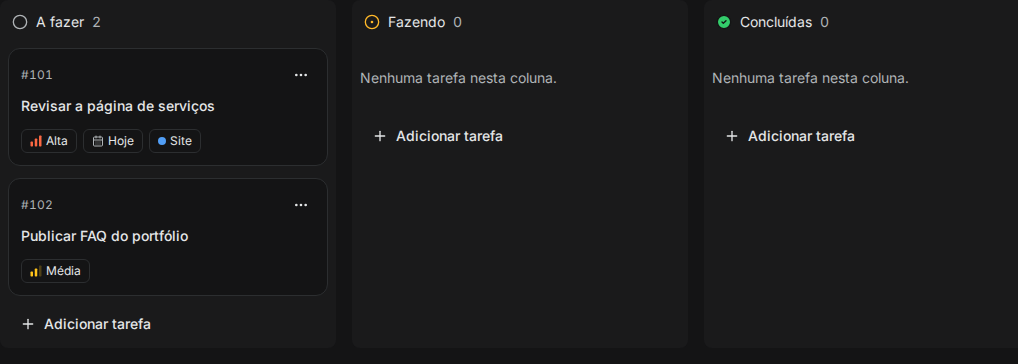 A fazer 2
#101
Revisar a página de serviços
Alta Hoje Site
#102
Publicar FAQ do portfólio
Média
Adicionar tarefa
Fazendo 0
Nenhuma tarefa nesta coluna.
Adicionar tarefa
Concluídas 0
Nenhuma tarefa nesta coluna.
Adicionar tarefa